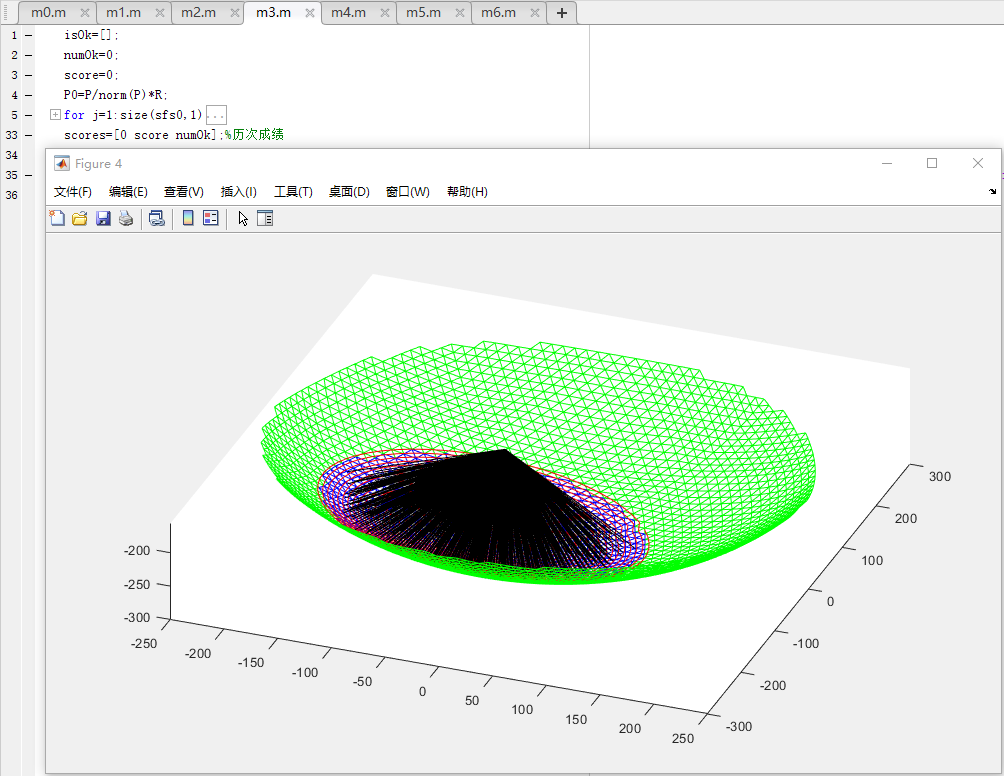 m0.m m1.m m2.m m3.m m4.m m5.m m6.m
1 isOk=[];
2 numOk=0;
3 score=0;
4 P0=P/norm(P)*R;
5 for j=1:size(sfs0,1)...
33 scores=[0 score numOk];%历次成绩
34
35
36
Figure 4
文件(F) 编辑(E) 查看(V) 插入(I) 工具(T) 桌面(D) 窗口(W) 帮助(H)
300
200
-200
100
-250
0
-300
-250
-100
-200
-150
-200
-100
-50
0
-300
50
100
150
200
250